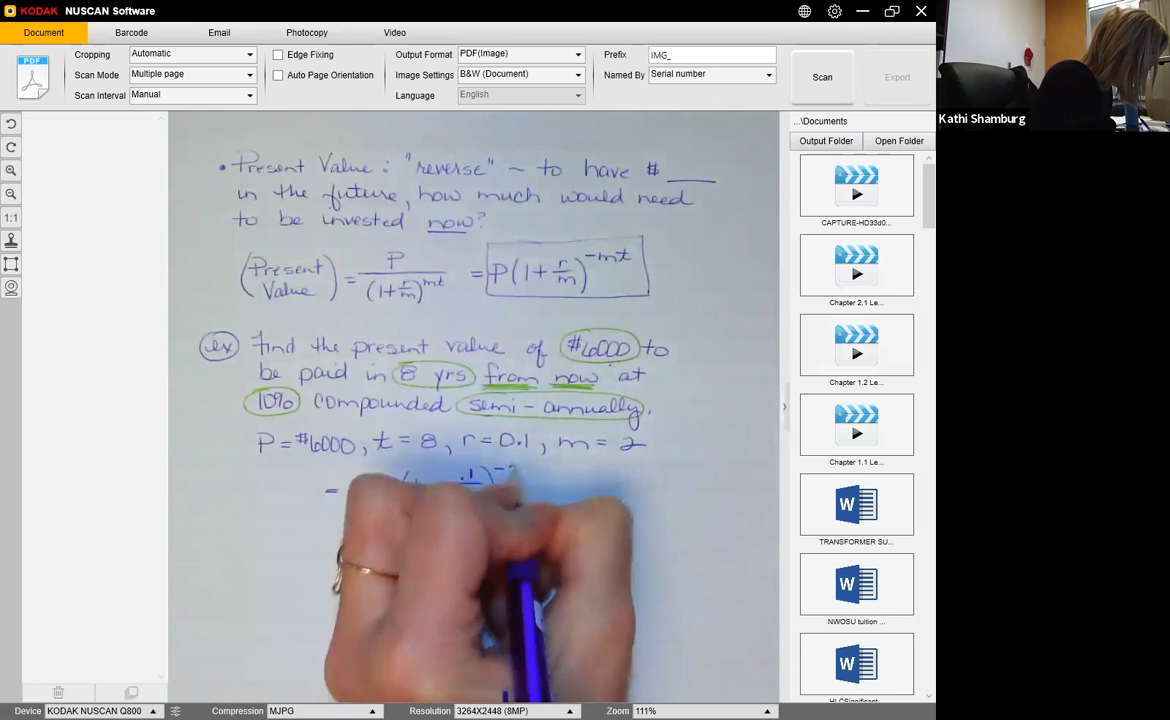 KODAK NUSCAN Software
Document Barcode Email Photocopy Video
Cropping Automatic
Scan Mode Multiple page
Scan Interval Manual
Edge Fixing
Auto Page Orientation
Output Format PDF(Image)
Image Settings B&W (Document)
Language English
Prefix IMG_
Named By Serial number
Scan Export
PDF
1:1
• Present Value: "reverse" ~ to have $ ____
in the future, how much would need
to be invested now?
(Present Value) = P/(1+r/m)^mt = P(1+r/m)^-mt
ex Find the present value of $6000 to
be paid in 8 yrs from now at
10% compounded semi-annually.
P = $6000, t = 8, r = 0.1, m = 2
=
.1
...\Documents
Output Folder Open Folder
CAPTURE-HD33d0...
Chapter 2.1 Le...
Chapter 1.2 Le...
Chapter 1.1 Le...
TRANSFORMER SU...
NWOSU tuition ...
HLCSignificant
Kathi Shamburg
Device KODAK NUSCAN Q800 Compression MJPG Resolution 3264X2448 (8MP) Zoom 111%